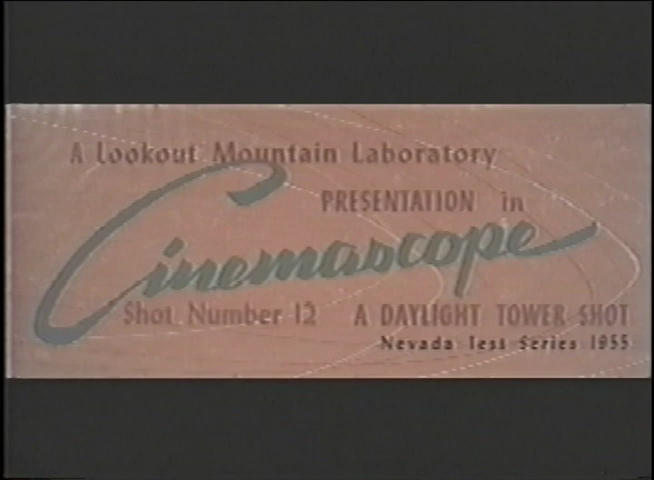 A Lookout Mountain Laboratory
PRESENTATION in
Cinemascope
Shot Number 12 A DAYLIGHT TOWER SHOT
Nevada Test Series 1955